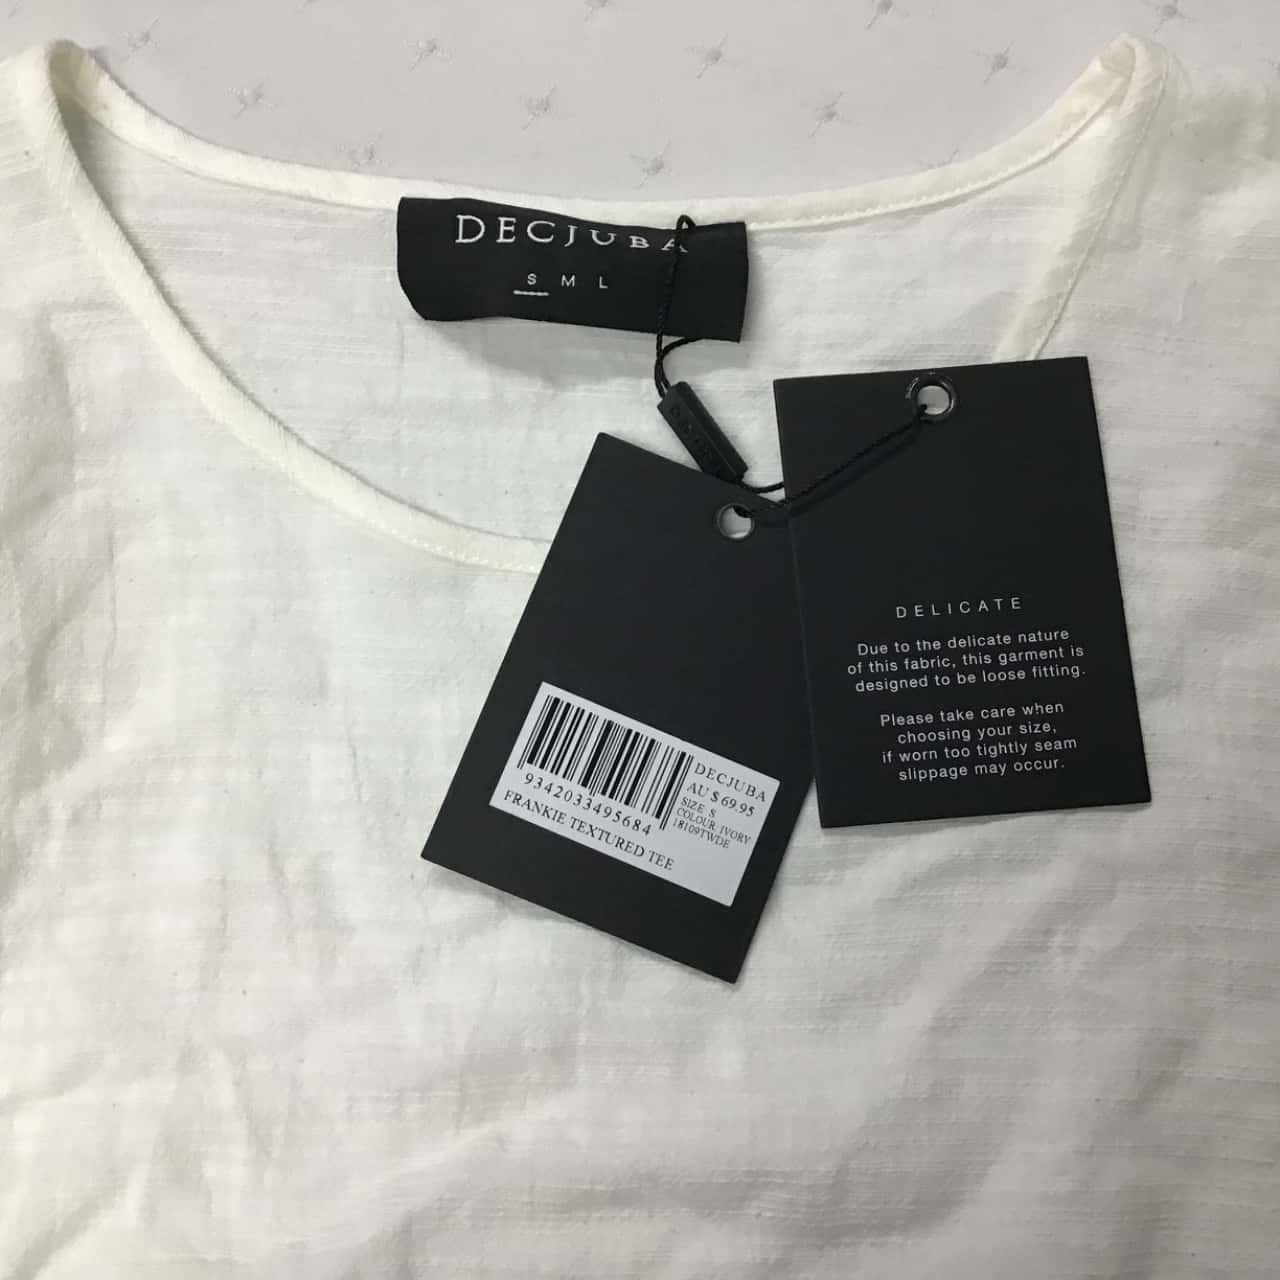 DECJUBA
S M L
DELICATE
Due to the delicate nature
of this fabric, this garment is
designed to be loose fitting.
Please take care when
choosing your size,
if worn too tightly seam
slippage may occur.
DECJUBA
AU $ 69.95
SIZE: S
COLOUR: IVORY
18109TWDE
9342033495684
FRANKIE TEXTURED TEE